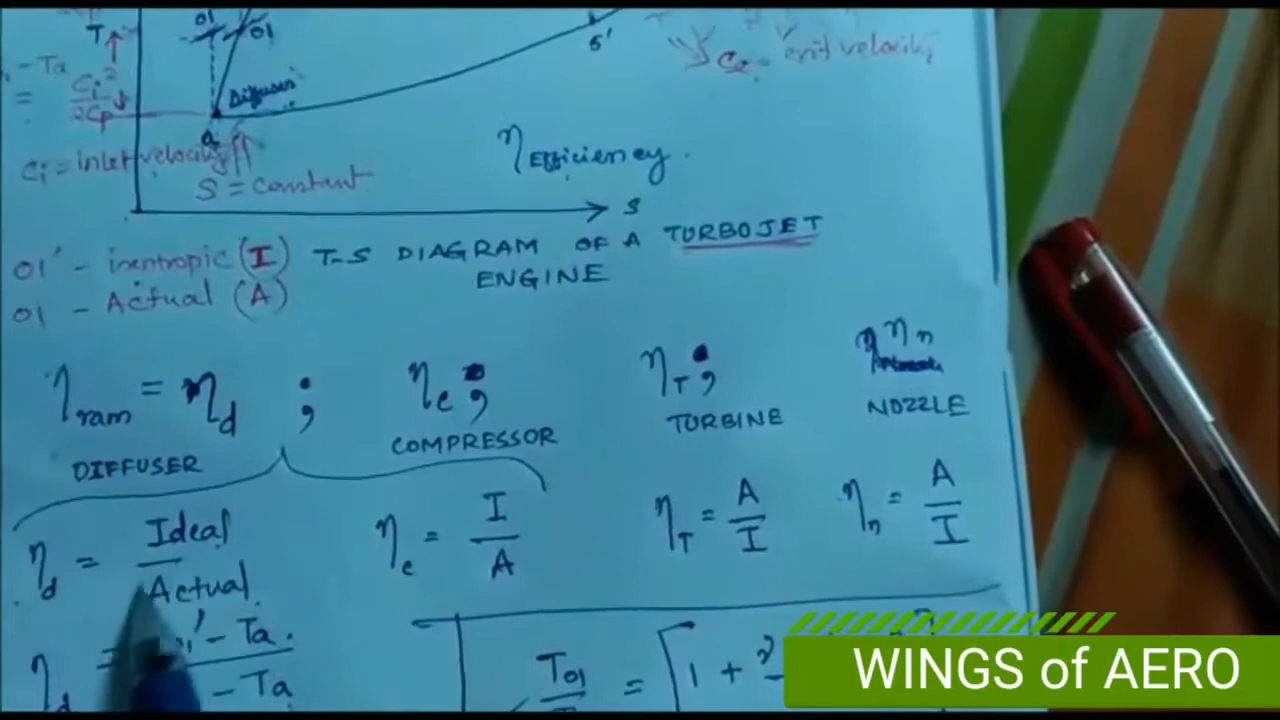 T
01' 01
Diffuser
5'
a
- Ta
= Ci²/2Cp
Ci = inlet velocity
S = constant
exit velocity
η Efficiency.
S
01' - isentropic (I)
01 - Actual (A)
T-S DIAGRAM OF A TURBOJET
ENGINE
ηram = ηd ; ηc ; ηT ; ηn
DIFFUSER COMPRESSOR TURBINE NOZZLE
ηd = Ideal/Actual ηc = I/A ηT = A/I ηn = A/I
ηd = ' - Ta. / - Ta
T01 = [1 + γ
WINGS of AERO